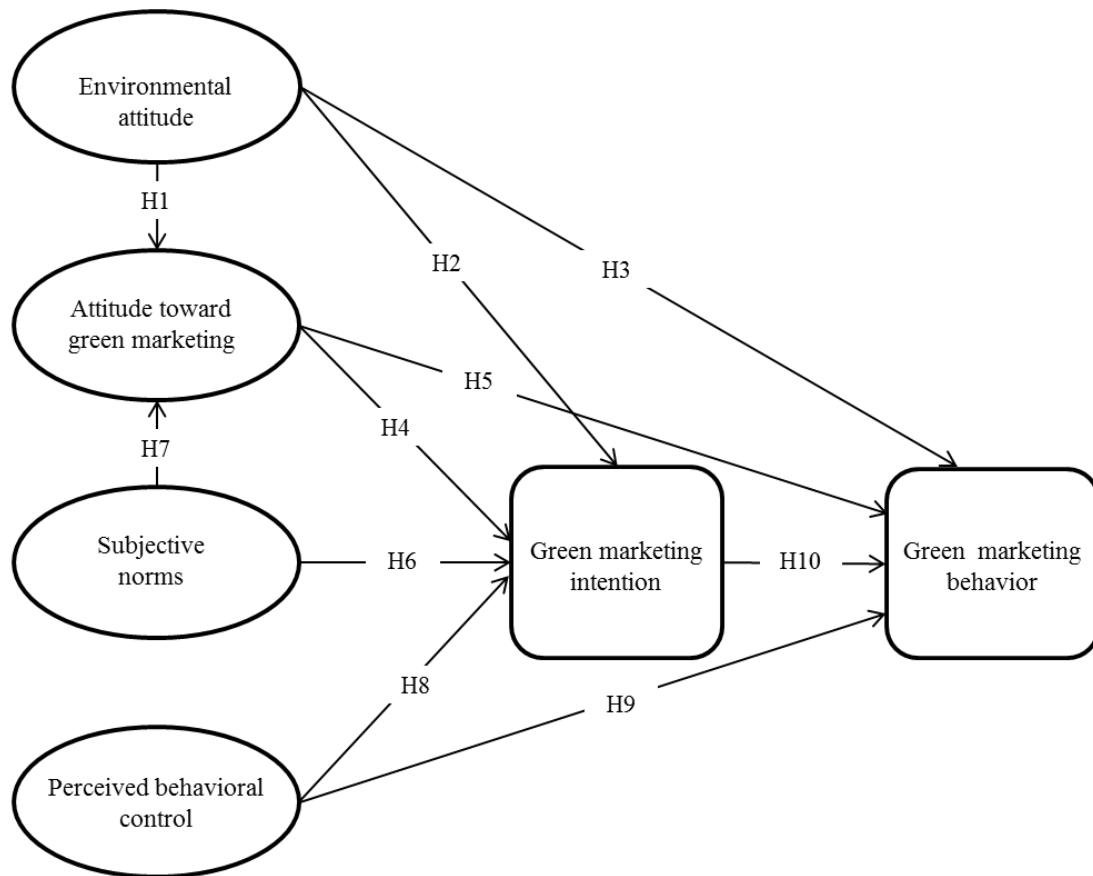 Environmental
attitude
H1
H2
H3
Attitude toward
green marketing
H5
H4
H7
Subjective
norms
H6
Green marketing
intention
H10
Green marketing
behavior
H8
H9
Perceived behavioral
control